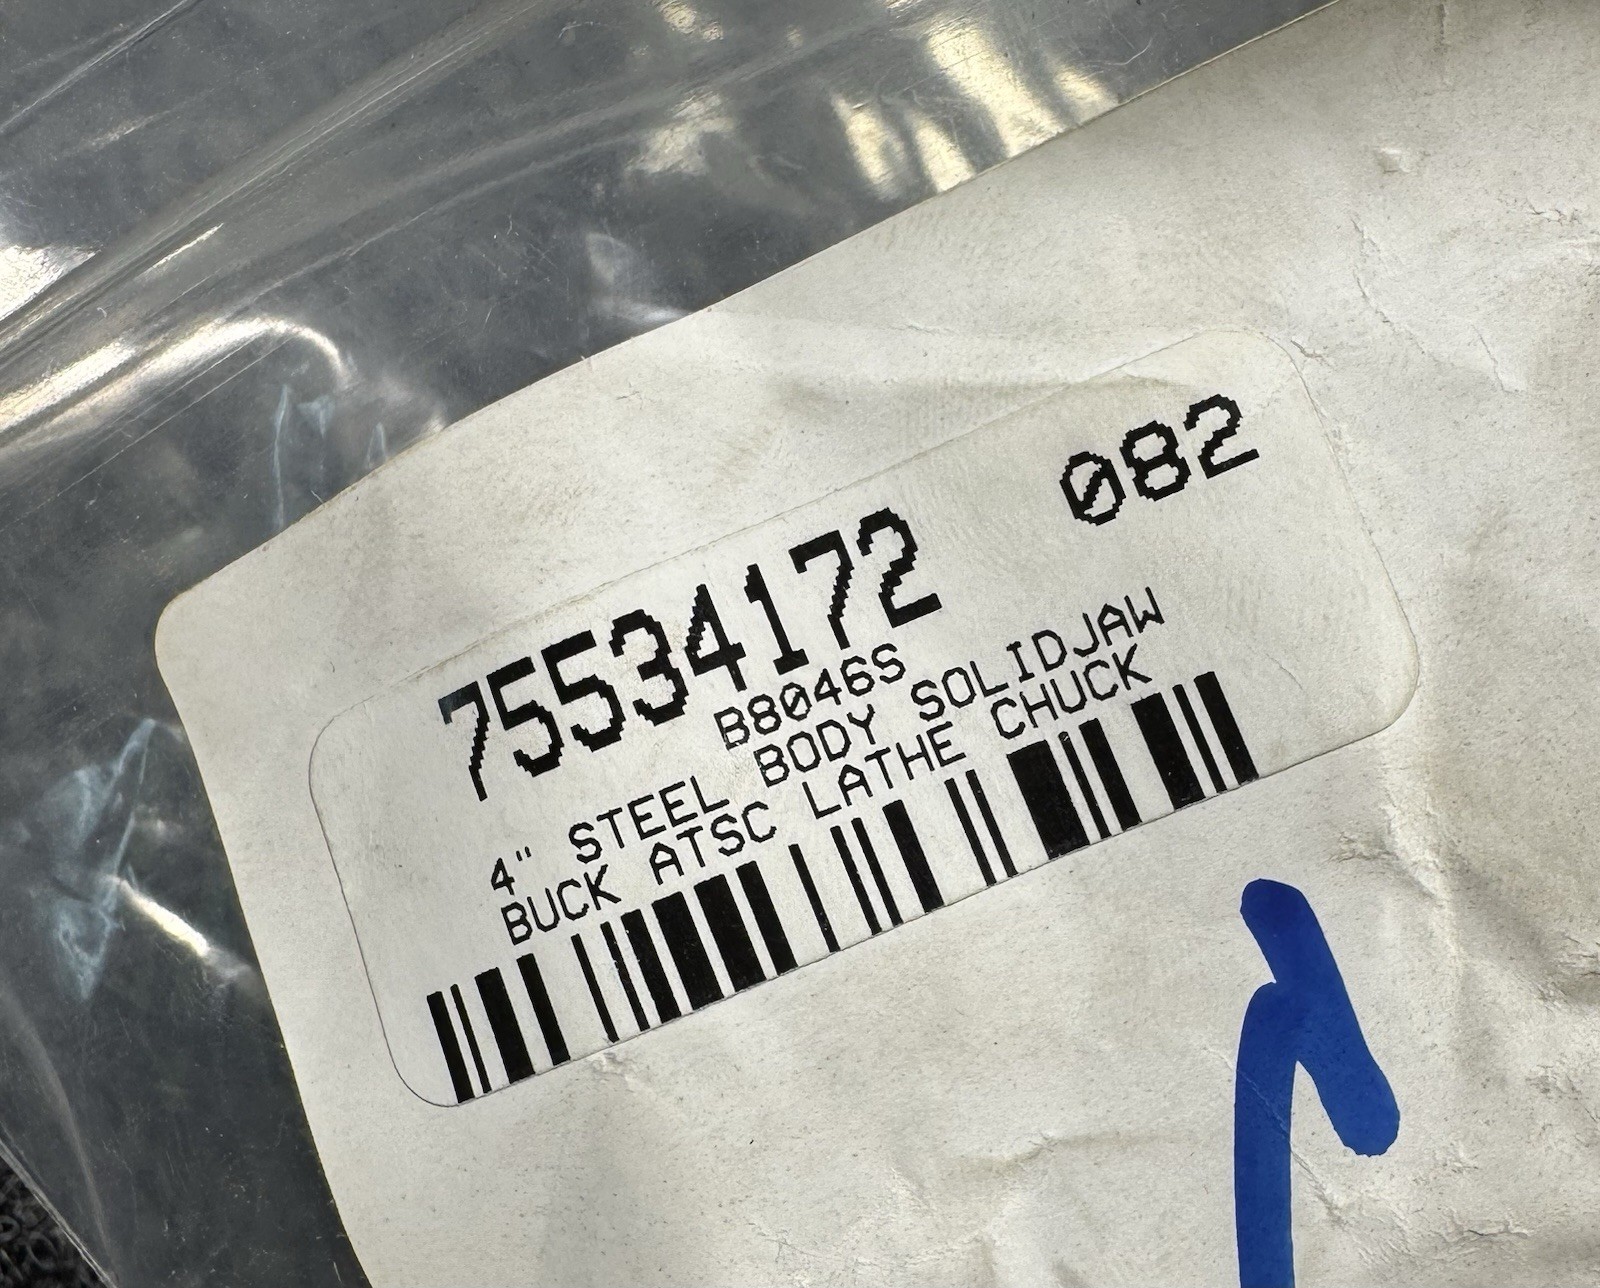 75534172 082
B8046S
4" STEEL BODY SOLIDJAW
BUCK ATSC LATHE CHUCK